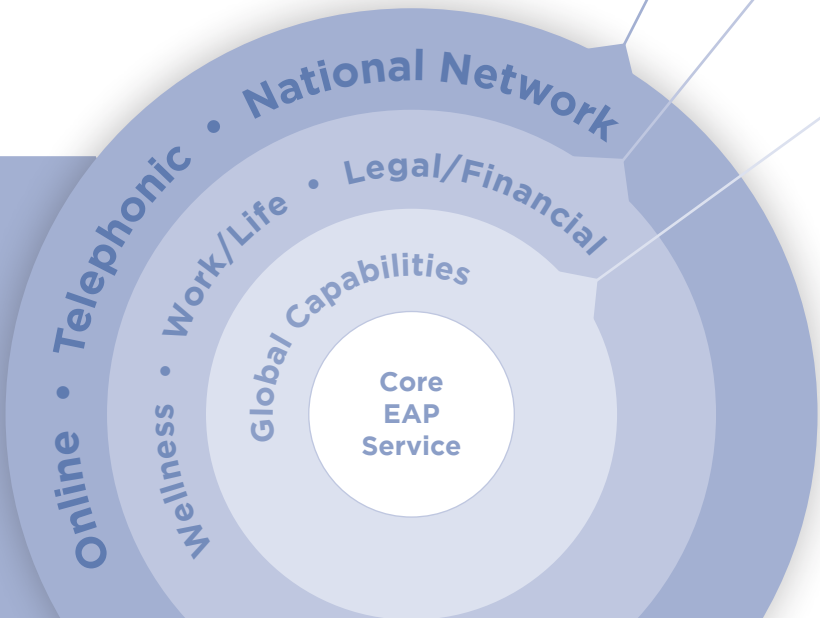 Online • Telephonic • National Network
Wellness • Work/Life • Legal/Financial
Global Capabilities
Core
EAP
Service